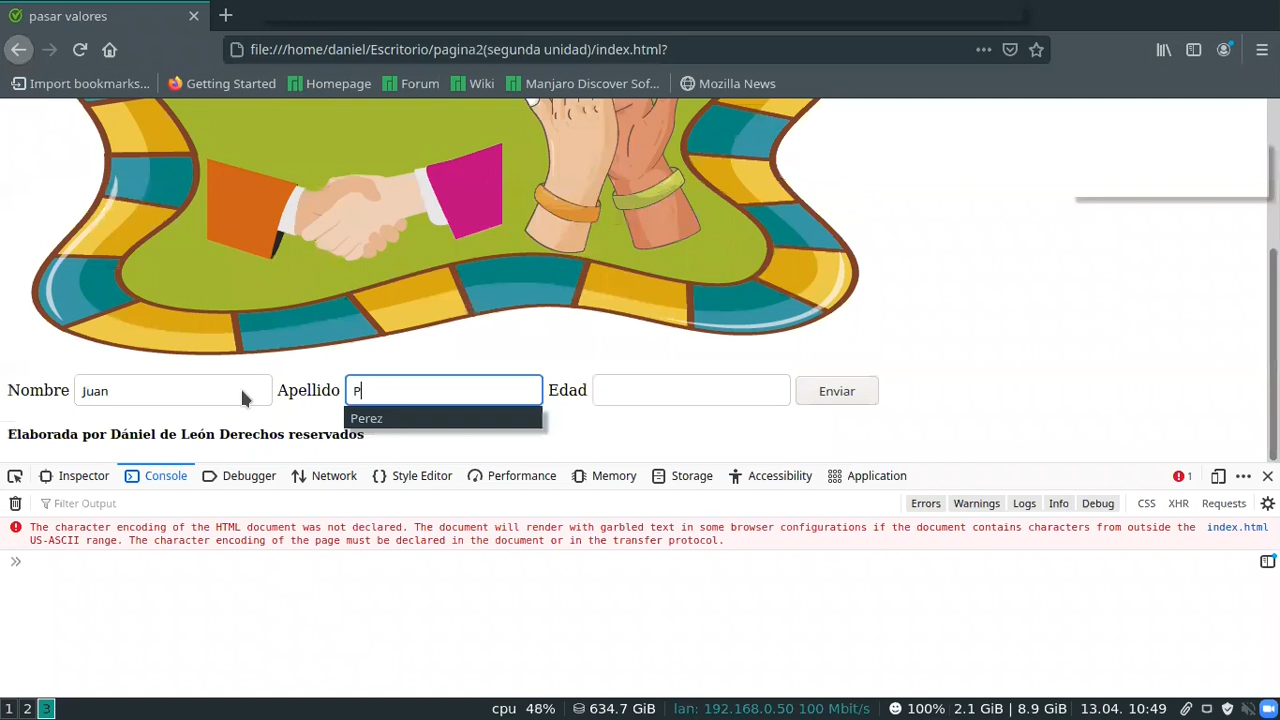 pasar valores
file:///home/daniel/Escritorio/pagina2(segunda unidad)/index.html?
Import bookmarks... Getting Started Homepage Forum Wiki Manjaro Discover Sof... Mozilla News
Nombre Juan Apellido P Edad Enviar
Perez
Elaborada por Dániel de León Derechos reservados
Inspector Console Debugger Network Style Editor Performance Memory Storage Accessibility Application 1
Filter Output Errors Warnings Logs Info Debug CSS XHR Requests
The character encoding of the HTML document was not declared. The document will render with garbled text in some browser configurations if the document contains characters from outside the index.html
US-ASCII range. The character encoding of the page must be declared in the document or in the transfer protocol.
1 2 3 cpu 48% 634.7 GiB lan: 192.168.0.50 100 Mbit/s 100% 2.1 GiB | 8.9 GiB 13.04. 10:49